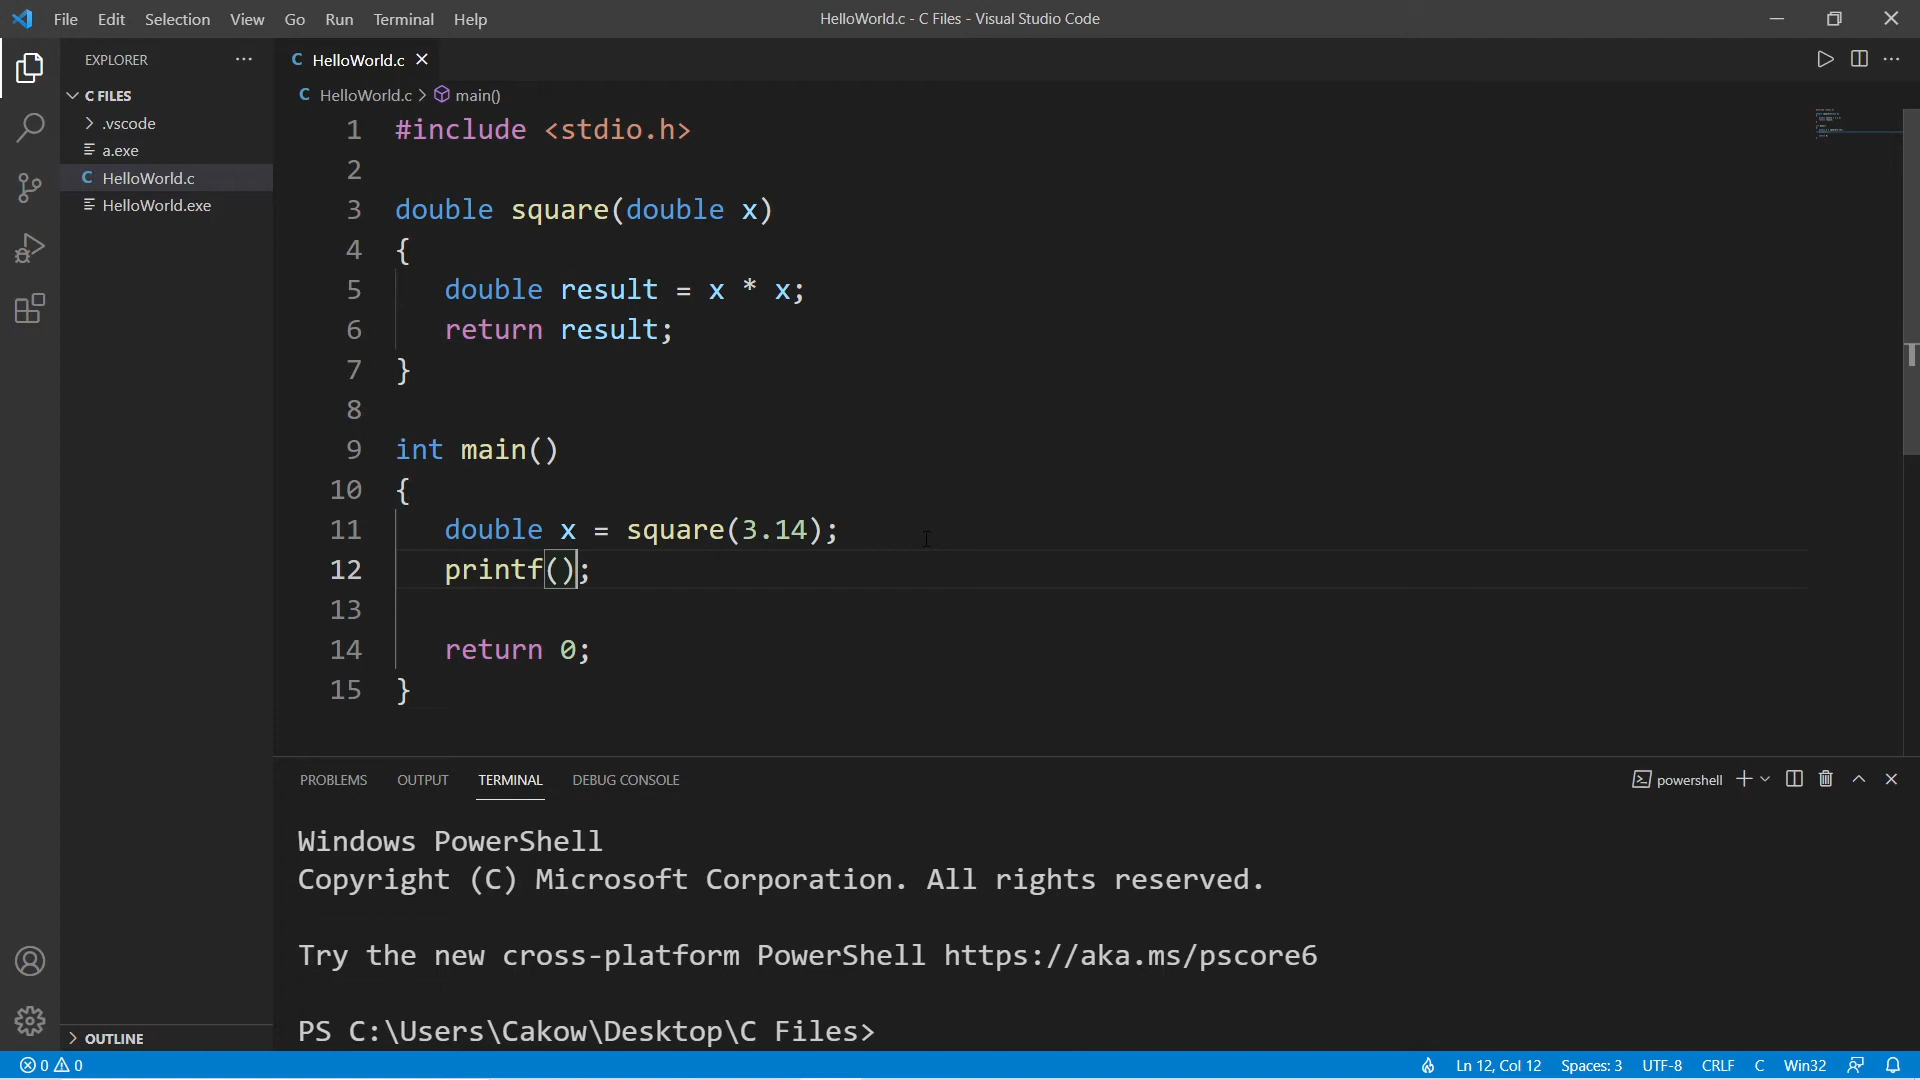 File Edit Selection View Go Run Terminal Help
HelloWorld.c - C Files - Visual Studio Code
EXPLORER
C FILES
.vscode
a.exe
C HelloWorld.c
HelloWorld.exe
OUTLINE
C HelloWorld.c
C HelloWorld.c > main()
1 #include <stdio.h>
2
3 double square(double x)
4 {
5 double result = x * x;
6 return result;
7 }
8
9 int main()
10 {
11 double x = square(3.14);
12 printf();
13
14 return 0;
15 }
PROBLEMS OUTPUT TERMINAL DEBUG CONSOLE
powershell
Windows PowerShell
Copyright (C) Microsoft Corporation. All rights reserved.
Try the new cross-platform PowerShell https://aka.ms/pscore6
PS C:\Users\Cakow\Desktop\C Files>
0 0
Ln 12, Col 12 Spaces: 3 UTF-8 CRLF C Win32